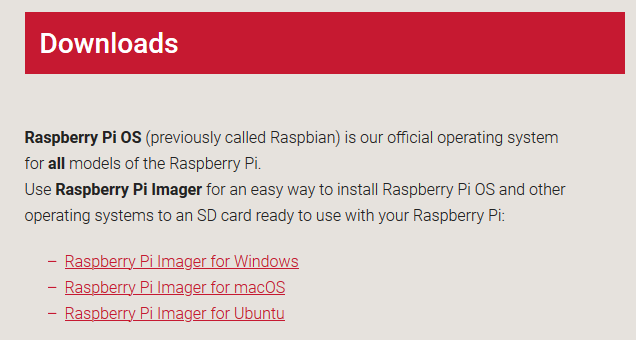 Downloads
Raspberry Pi OS (previously called Raspbian) is our official operating system
for all models of the Raspberry Pi.
Use Raspberry Pi Imager for an easy way to install Raspberry Pi OS and other
operating systems to an SD card ready to use with your Raspberry Pi:
– Raspberry Pi Imager for Windows
– Raspberry Pi Imager for macOS
– Raspberry Pi Imager for Ubuntu